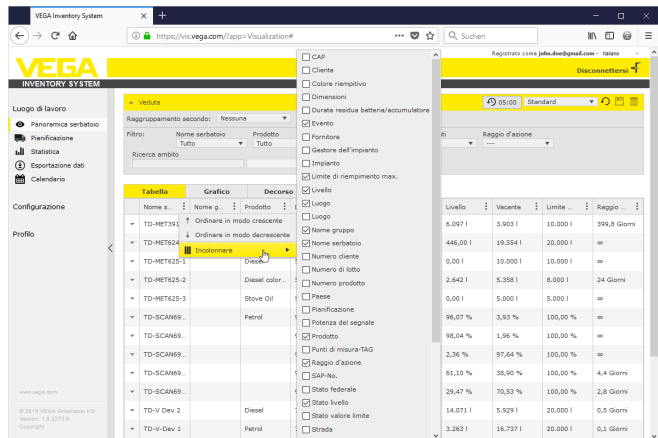 VEGA Inventory System
https://vis.vega.com/?app=Visualization#
Suchen
Registrato come john.doe@gmail.com - Italiano
Disconnettersi
VEGA
INVENTORY SYSTEM
Luogo di lavoro
Panoramica serbatoio
Pianificazione
Statistica
Esportazione dati
Calendario
Configurazione
Profilo
www.vega.com
© 2019 VEGA Grieshaber KG
Copyright
Veduta
05:00 Standard
Raggruppamento secondo: Nessuna
Filtro: Nome serbatoio Prodotto Raggio d'azione
Tutto Tutto ---
Ricerca ambito
Tabella Grafico Decorso
Nome s... Nome g... Prodotto Livello Vacante Limite ... Raggio ...
Ordinare in modo crescente
Ordinare in modo decrescente
Incolonnare
CAP
Cliente
Colore riempitivo
Dimensioni
Durata residua batteria/accumulatore
Evento
Fornitore
Gestore dell'impianto
Impianto
Limite di riempimento max.
Livello
Luogo
Luogo
Nome gruppo
Nome serbatoio
Numero cliente
Numero di lotto
Numero prodotto
Paese
Pianificazione
Potenza del segnale
Prodotto
Punti di misura-TAG
Raggio d'azione
SAP-No.
Stato federale
Stato livello
Stato valore limite
Strada
TD-MET391 6.097 l 3.903 l 10.000 l 399,8 Giorni
TD-MET624 446,00 l 19.554 l 20.000 l ∞
TD-MET625-1 Diesel 0,00 l 10.000 l 10.000 l ∞
TD-MET625-2 Diesel color... 2.642 l 5.358 l 8.000 l 24 Giorni
TD-MET625-3 Stove Oil 0,00 l 5.000 l 5.000 l ∞
TD-SCAN69... Petrol 96,07 % 3,93 % 100,00 % ∞
TD-SCAN69... 98,04 % 1,96 % 100,00 % ∞
TD-SCAN69... 2,36 % 97,64 % 100,00 % ∞
TD-SCAN69... 61,10 % 38,90 % 100,00 % 4,4 Giorni
TD-SCAN69... 29,47 % 70,53 % 100,00 % 2,8 Giorni
TD-V Dev 2 Diesel 14.071 l 5.929 l 20.000 l 0,5 Giorni
TD-V-Dev 1 Petrol 3.263 l 16.737 l 20.000 l 0,1 Giorni